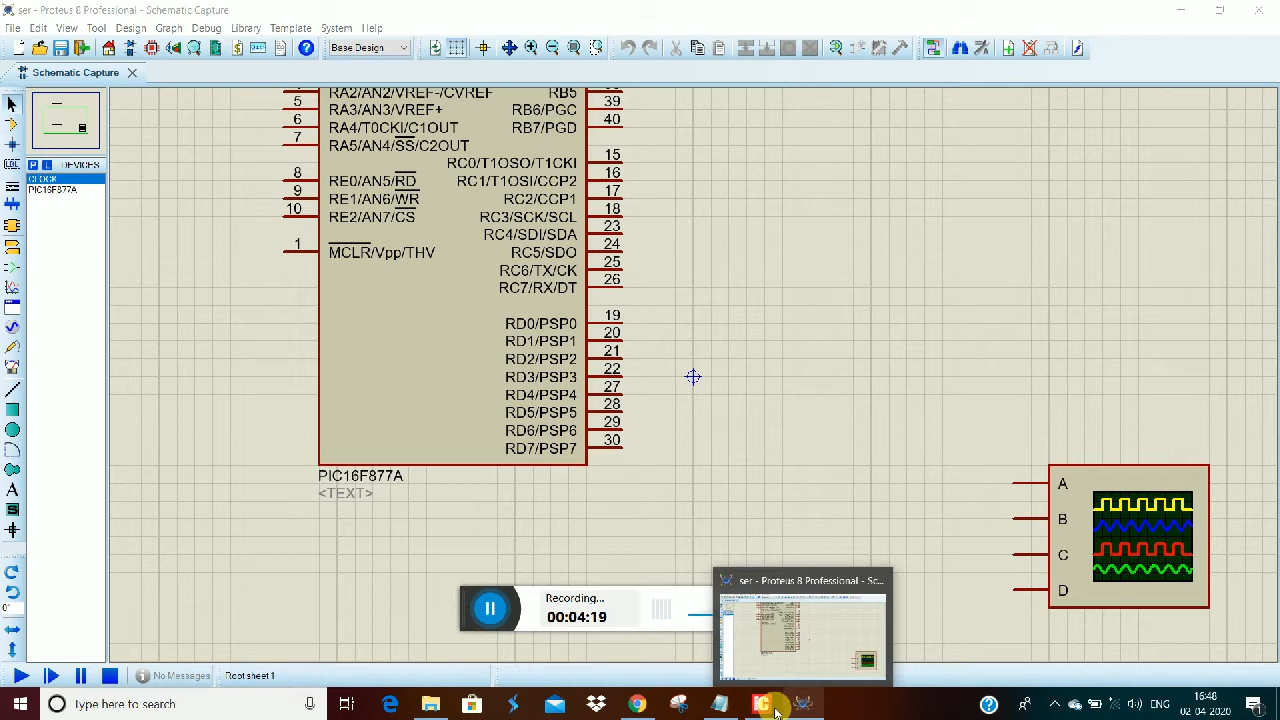 ser - Proteus 8 Professional - Schematic Capture
File Edit View Tool Design Graph Debug Library Template System Help
Base Design
Schematic Capture
P L DEVICES
CLOCK
PIC16F877A
5 RA2/AN2/VREF-/CVREF RB5 39
6 RA3/AN3/VREF+ RB6/PGC 40
7 RA4/T0CKI/C1OUT RB7/PGD
RA5/AN4/SS/C2OUT
RC0/T1OSO/T1CKI 15
8 RE0/AN5/RD RC1/T1OSI/CCP2 16
9 RE1/AN6/WR RC2/CCP1 17
10 RE2/AN7/CS RC3/SCK/SCL 18
RC4/SDI/SDA 23
1 MCLR/Vpp/THV RC5/SDO 24
RC6/TX/CK 25
RC7/RX/DT 26
RD0/PSP0 19
RD1/PSP1 20
RD2/PSP2 21
RD3/PSP3 22
RD4/PSP4 27
RD5/PSP5 28
RD6/PSP6 29
RD7/PSP7 30
PIC16F877A
<TEXT>
A
B
C
D
ser - Proteus 8 Professional - Sc...
Recording...
00:04:19
No Messages Root sheet 1
Type here to search
ENG
16:48
02-04-2020